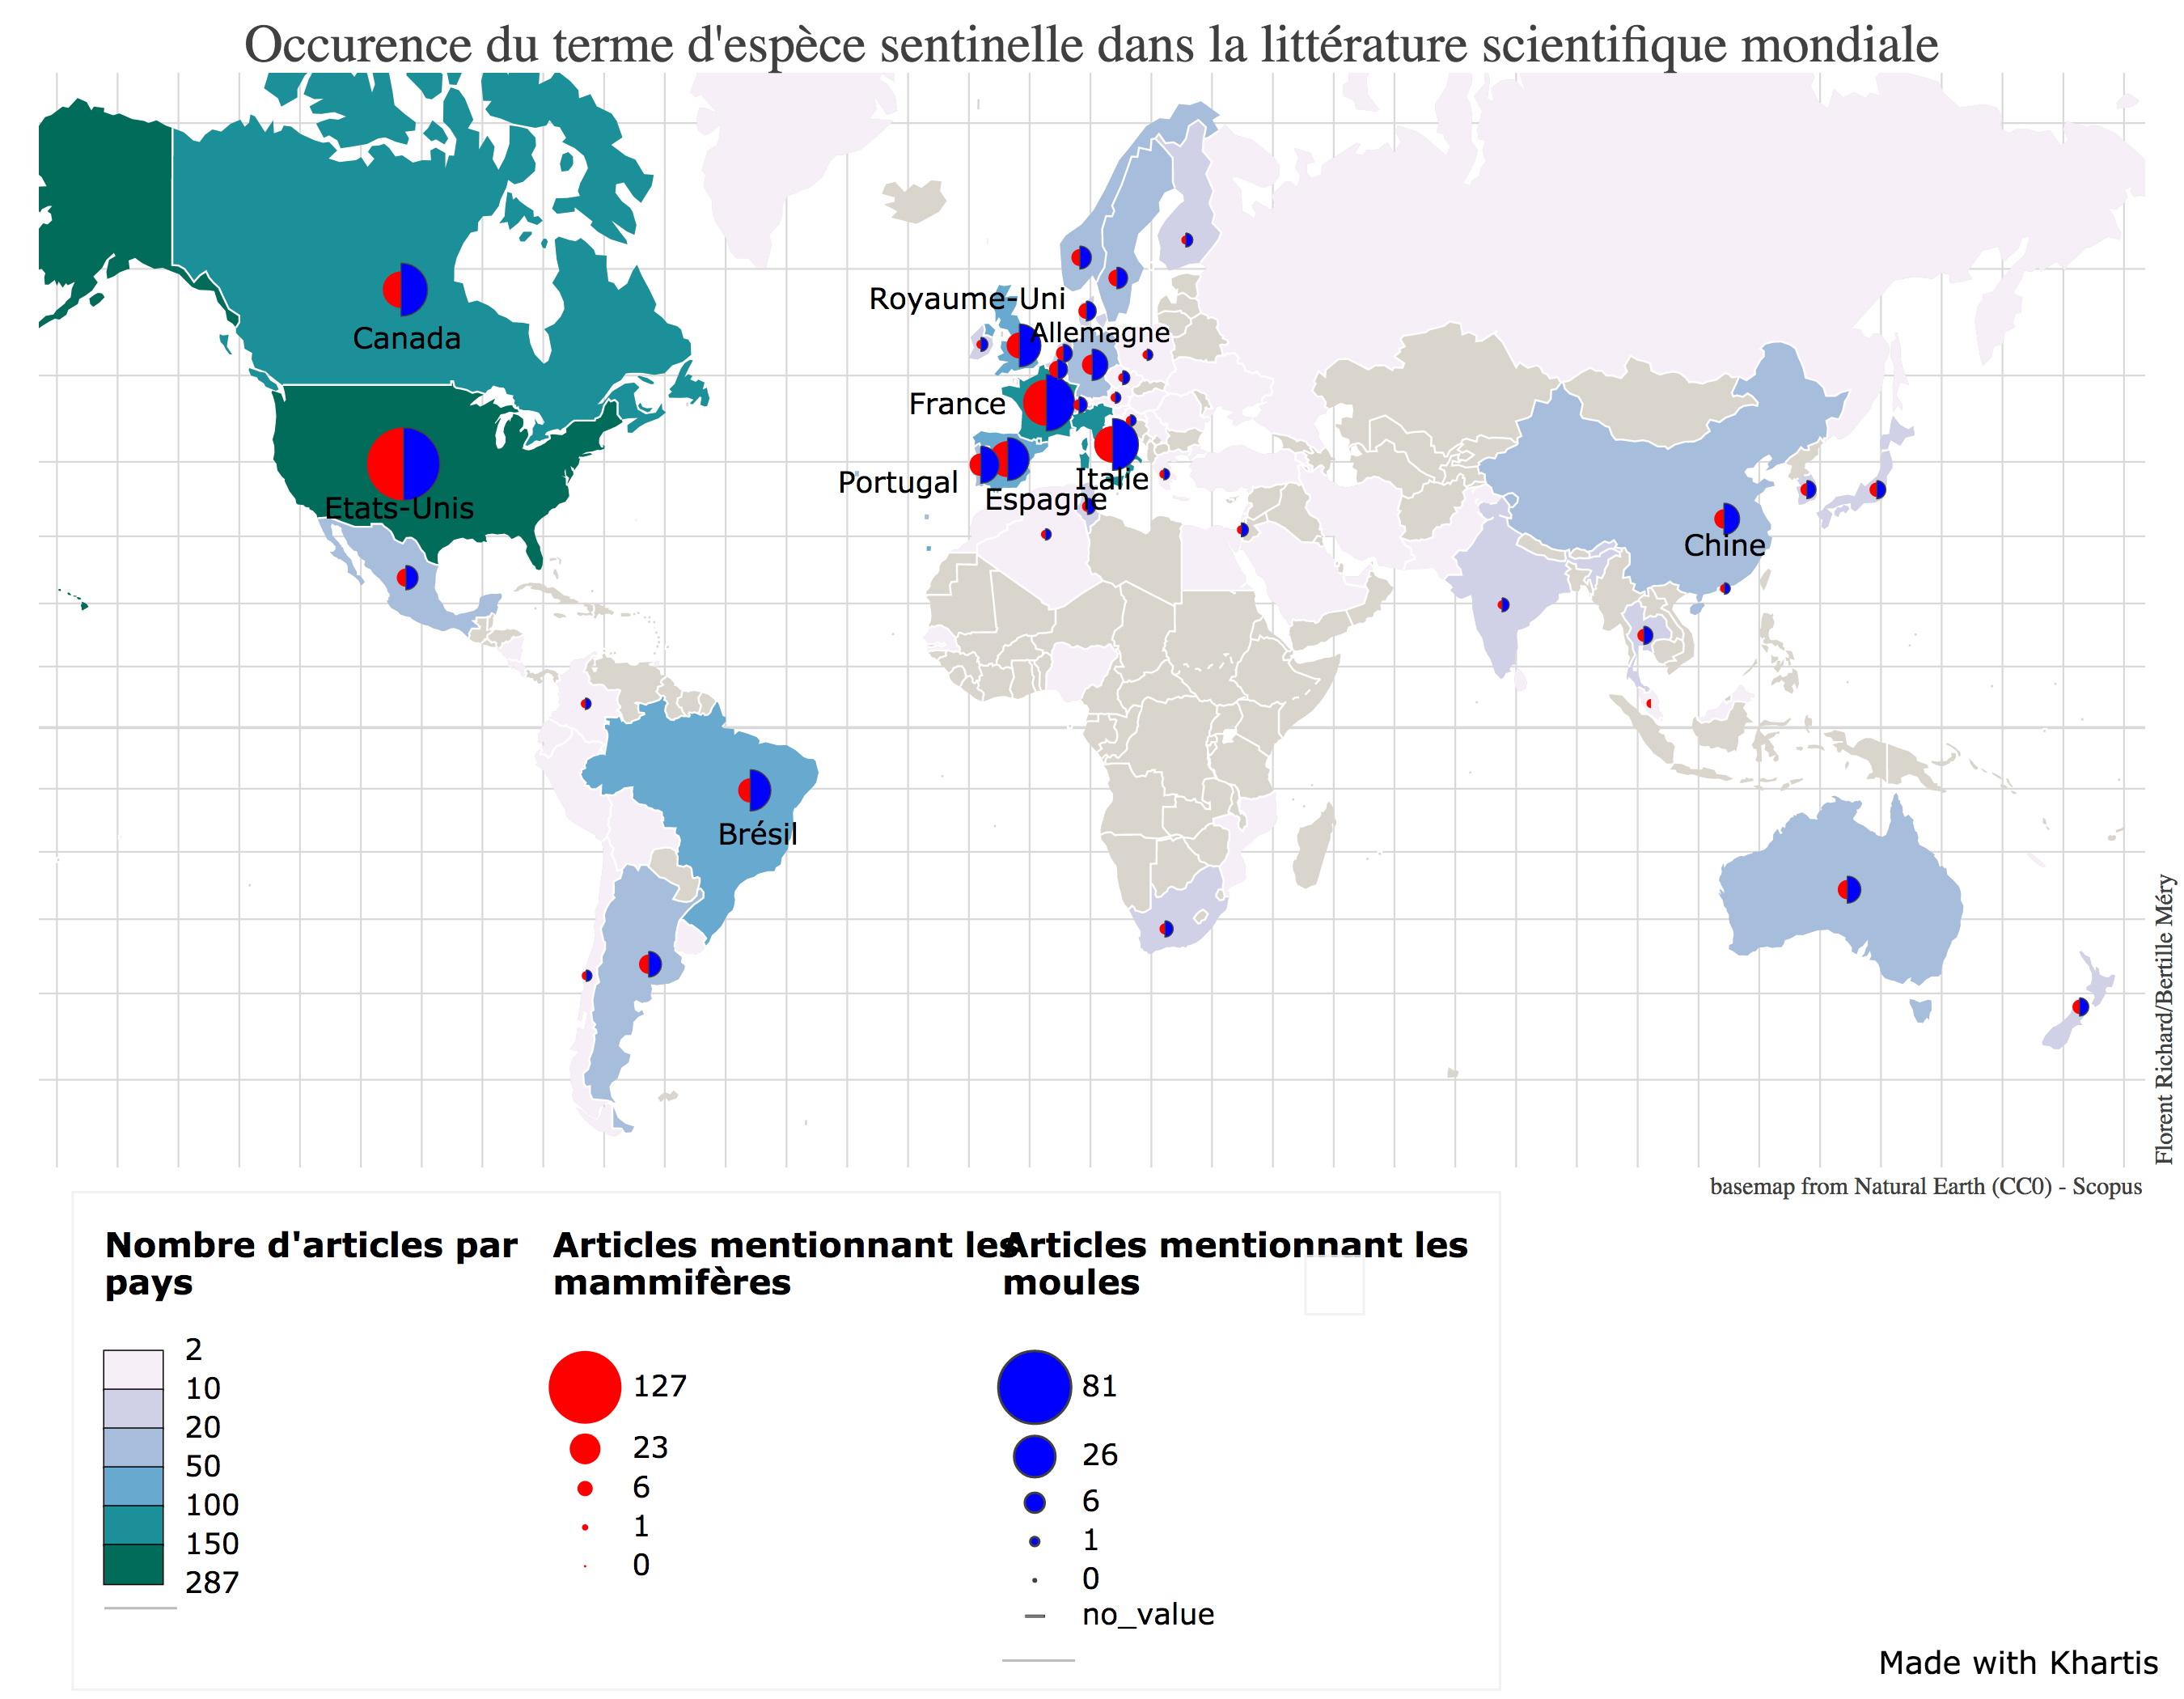 Occurence du terme d'espèce sentinelle dans la littérature scientifique mondiale
Canada
Royaume-Uni
Allemagne
France
Etats-Unis
Portugal
Italie
Espagne
Chine
Brésil
Florent Richard/Bertille Méry
basemap from Natural Earth (CC0) - Scopus
Nombre d'articles par
pays
2
10
20
50
100
150
287
Articles mentionnant les
mammifères
127
23
6
1
0
Articles mentionnant les
moules
81
26
6
1
0
no_value
Made with Khartis